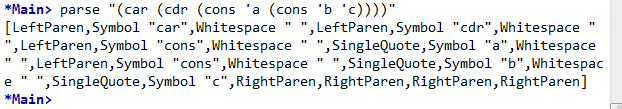 *Main> parse "(car (cdr (cons 'a (cons 'b 'c))))"
[LeftParen,Symbol "car",Whitespace " ",LeftParen,Symbol "cdr",Whitespace "
",LeftParen,Symbol "cons",Whitespace " ",SingleQuote,Symbol "a",Whitespace
" ",LeftParen,Symbol "cons",Whitespace " ",SingleQuote,Symbol "b",Whitespac
e " ",SingleQuote,Symbol "c",RightParen,RightParen,RightParen,RightParen]
*Main>